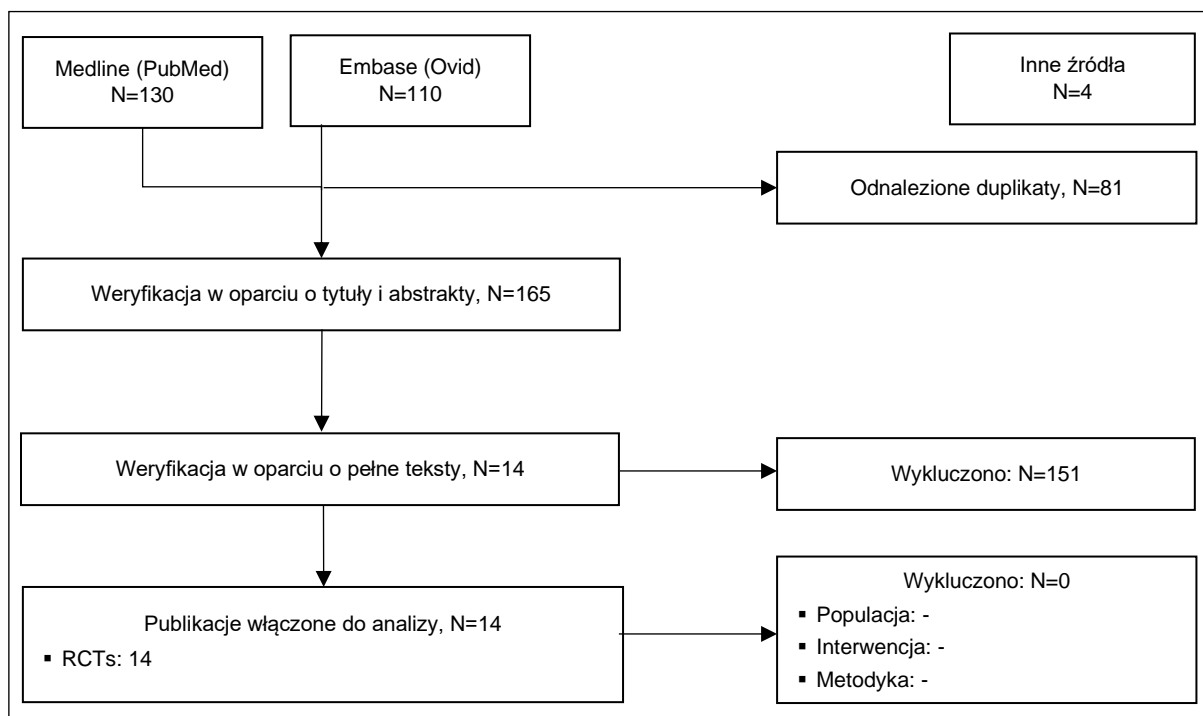 Medline (PubMed)
N=130
Embase (Ovid)
N=110
Inne źródła
N=4
Odnalezione duplikaty, N=81
Weryfikacja w oparciu o tytuły i abstrakty, N=165
Weryfikacja w oparciu o pełne teksty, N=14
Wykluczono: N=151
Publikacje włączone do analizy, N=14
▪ RCTs: 14
Wykluczono: N=0
▪ Populacja: -
▪ Interwencja: -
▪ Metodyka: -